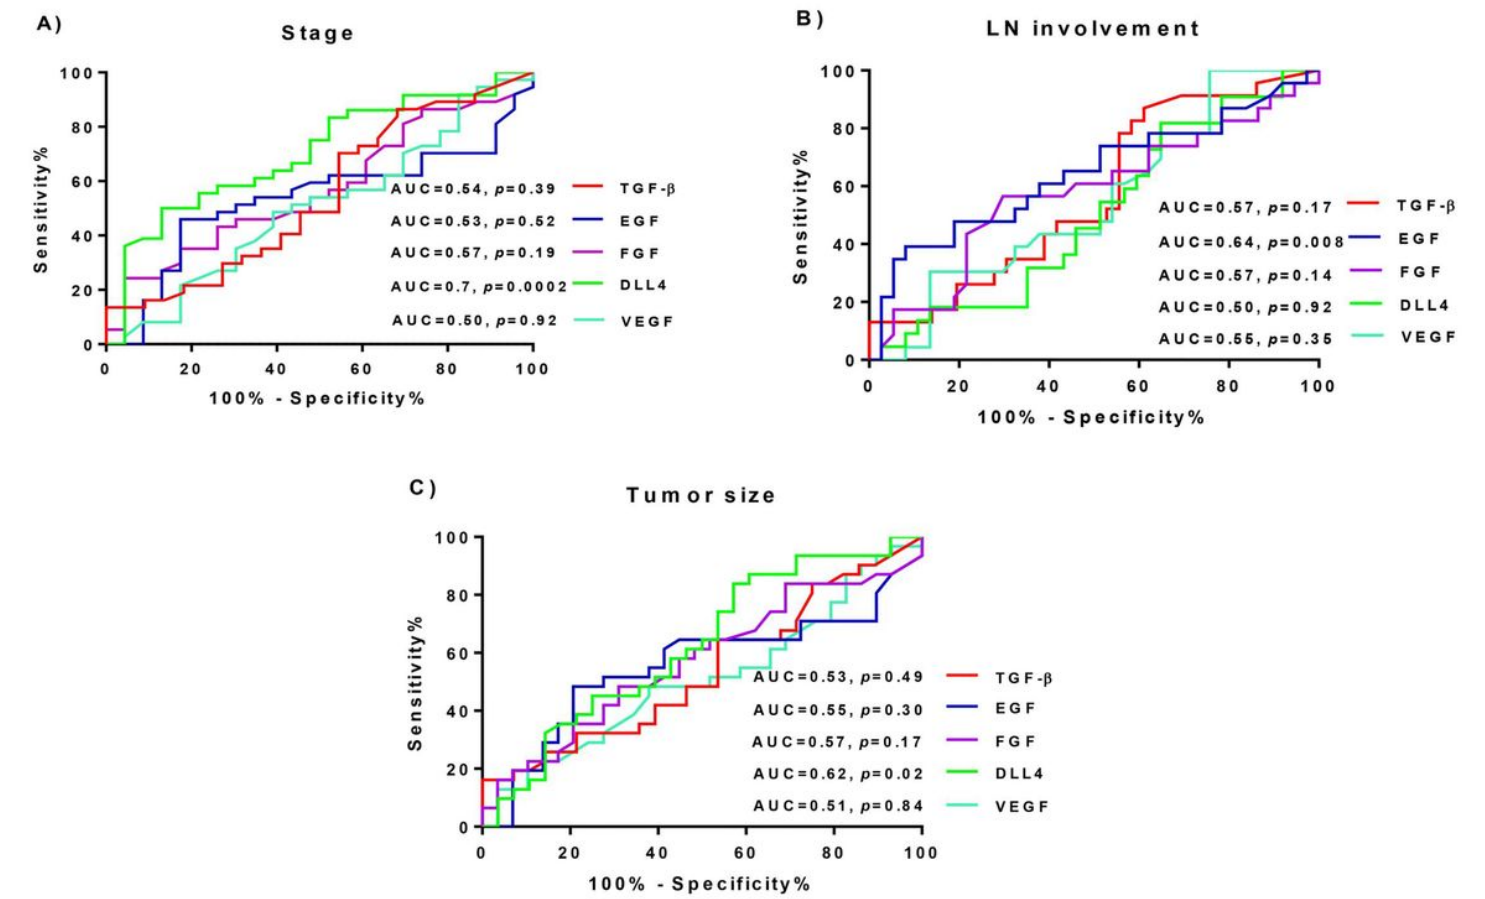 A)
Stage
100
80
60
40
20
0
Sensitivity%
AUC=0.54, p=0.39 TGF-β
AUC=0.53, p=0.52 EGF
AUC=0.57, p=0.19 FGF
AUC=0.7, p=0.0002 DLL4
AUC=0.50, p=0.92 VEGF
0 20 40 60 80 100
100% - Specificity%
B)
LN involvement
100
80
60
40
20
0
Sensitivity%
AUC=0.57, p=0.17 TGF-β
AUC=0.64, p=0.008 EGF
AUC=0.57, p=0.14 FGF
AUC=0.50, p=0.92 DLL4
AUC=0.55, p=0.35 VEGF
0 20 40 60 80 100
100% - Specificity%
C)
Tumor size
100
80
60
40
20
0
Sensitivity%
AUC=0.53, p=0.49 TGF-β
AUC=0.55, p=0.30 EGF
AUC=0.57, p=0.17 FGF
AUC=0.62, p=0.02 DLL4
AUC=0.51, p=0.84 VEGF
0 20 40 60 80 100
100% - Specificity%